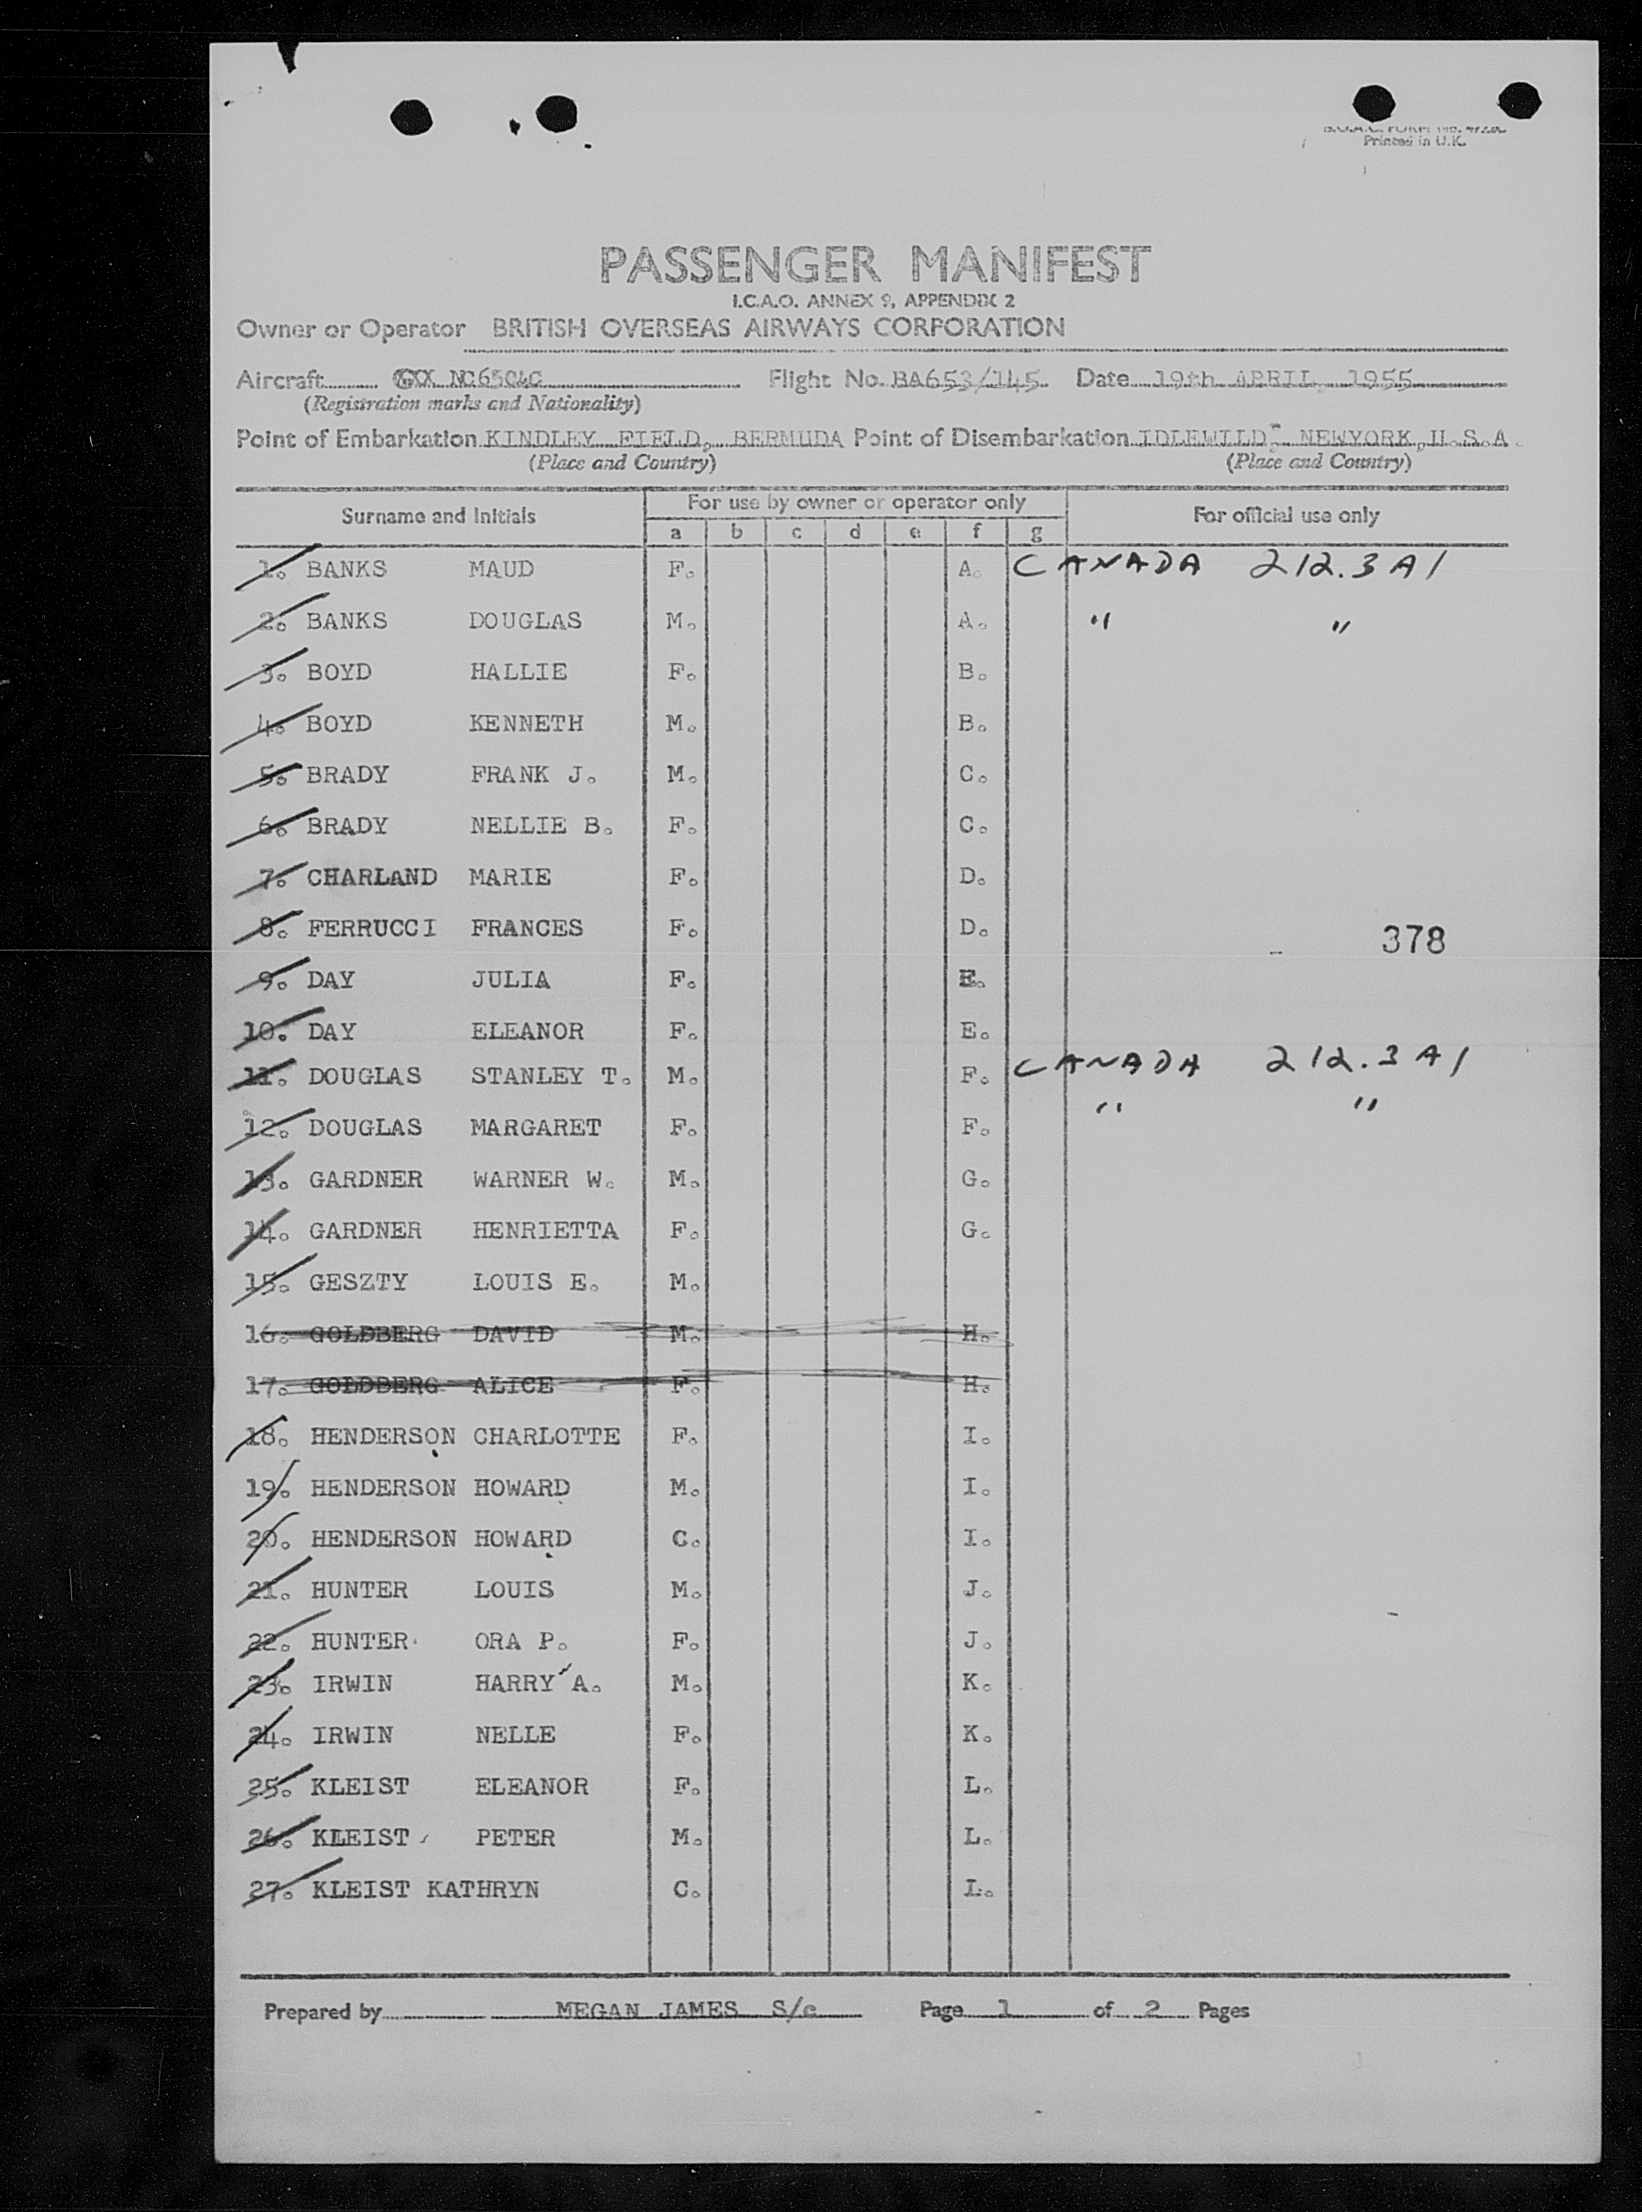 Printed in U.K.
PASSENGER MANIFEST
I.C.A.O. ANNEX 9, APPENDIX 2
Owner or Operator BRITISH OVERSEAS AIRWAYS CORPORATION
Aircraft Flight No. BA653/145 Date 19th APRIL, 1955
(Registration marks and Nationality)
Point of Embarkation KINDLEY FIELD, BERMUDA Point of Disembarkation IDLEWILD, NEWYORK, U.S.A.
(Place and Country) (Place and Country)
Surname and Initials For use by owner or operator only For official use only
a b c d e f g
1. BANKS MAUD F. A. CANADA 212.3 A1
2. BANKS DOUGLAS M. A. " "
3. BOYD HALLIE F. B.
4. BOYD KENNETH M. B.
5. BRADY FRANK J. M. C.
6. BRADY NELLIE B. F. C.
7. CHARLAND MARIE F. D.
8. FERRUCCI FRANCES F. D.
378
9. DAY JULIA F. E.
10. DAY ELEANOR F. E.
11. DOUGLAS STANLEY T. M. F. CANADA 212.3 A1
12. DOUGLAS MARGARET F. F. " "
13. GARDNER WARNER W. M. G.
14. GARDNER HENRIETTA F. G.
15. GESZTY LOUIS E. M.
16. GOLDBERG DAVID M. H.
17. GOLDBERG ALICE F. H.
18. HENDERSON CHARLOTTE F. I.
19. HENDERSON HOWARD M. I.
20. HENDERSON HOWARD C. I.
21. HUNTER LOUIS M. J.
22. HUNTER ORA P. F. J.
23. IRWIN HARRY A. M. K.
24. IRWIN NELLE F. K.
25. KLEIST ELEANOR F. L.
26. KLEIST PETER M. L.
27. KLEIST KATHRYN C. L.
Prepared by MEGAN JAMES S/c Page 1 of 2 Pages